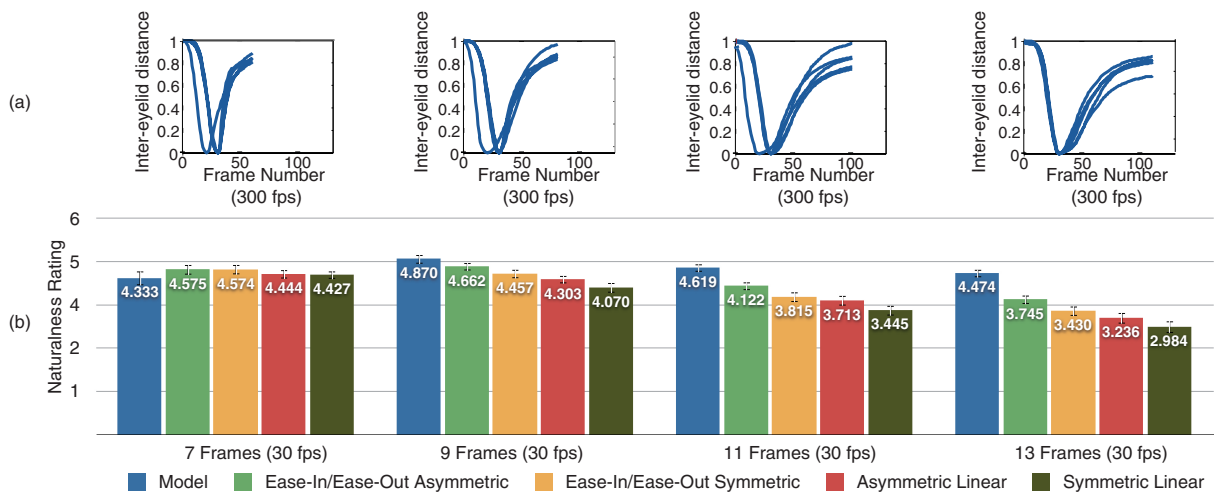 (a)
Inter-eyelid distance
1
0.8
0.6
0.4
0.2
0
0 50 100
Frame Number
(300 fps)
Inter-eyelid distance
1
0.8
0.6
0.4
0.2
0
0 50 100
Frame Number
(300 fps)
Inter-eyelid distance
1
0.8
0.6
0.4
0.2
0
0 50 100
Frame Number
(300 fps)
Inter-eyelid distance
1
0.8
0.6
0.4
0.2
0
0 50 100
Frame Number
(300 fps)
(b)
Naturalness Rating
6
5
4
2
1
4.333 4.575 4.574 4.444 4.427
4.870 4.662 4.457 4.303 4.070
4.619 4.122 3.815 3.713 3.445
4.474 3.745 3.430 3.236 2.984
7 Frames (30 fps) 9 Frames (30 fps) 11 Frames (30 fps) 13 Frames (30 fps)
Model Ease-In/Ease-Out Asymmetric Ease-In/Ease-Out Symmetric Asymmetric Linear Symmetric Linear